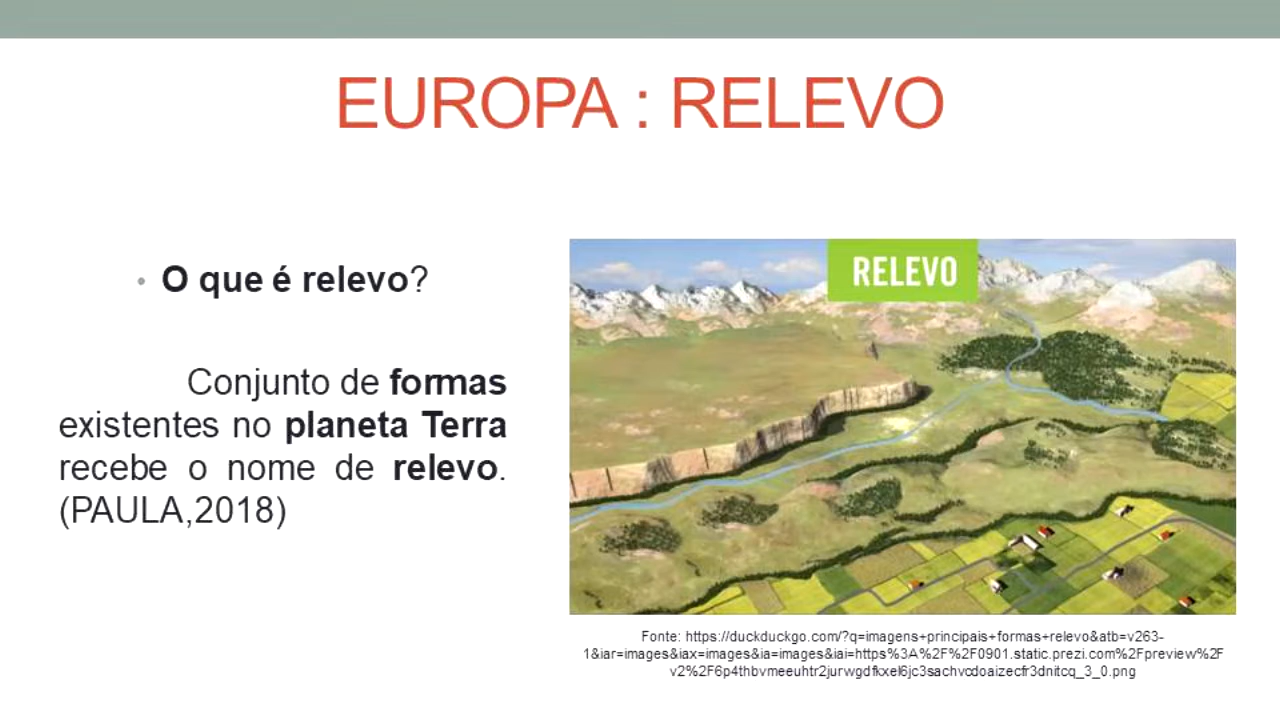 EUROPA : RELEVO
• O que é relevo?
Conjunto de formas
existentes no planeta Terra
recebe o nome de relevo.
(PAULA,2018)
RELEVO
Fonte: https://duckduckgo.com/?q=imagens+principais+formas+relevo&atb=v263-
1&iar=images&iax=images&ia=images&iai=https%3A%2F%2F0901.static.prezi.com%2Fpreview%2F
v2%2F6p4thbvmeeuhtr2jurwgdfkxel6jc3sachvcdoaizecfr3dnitcq_3_0.png